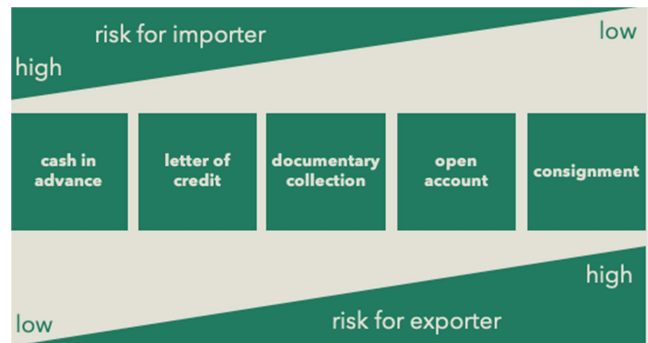 risk for importer
low
high
cash in
advance
letter of
credit
documentary
collection
open
account
consignment
high
low
risk for exporter